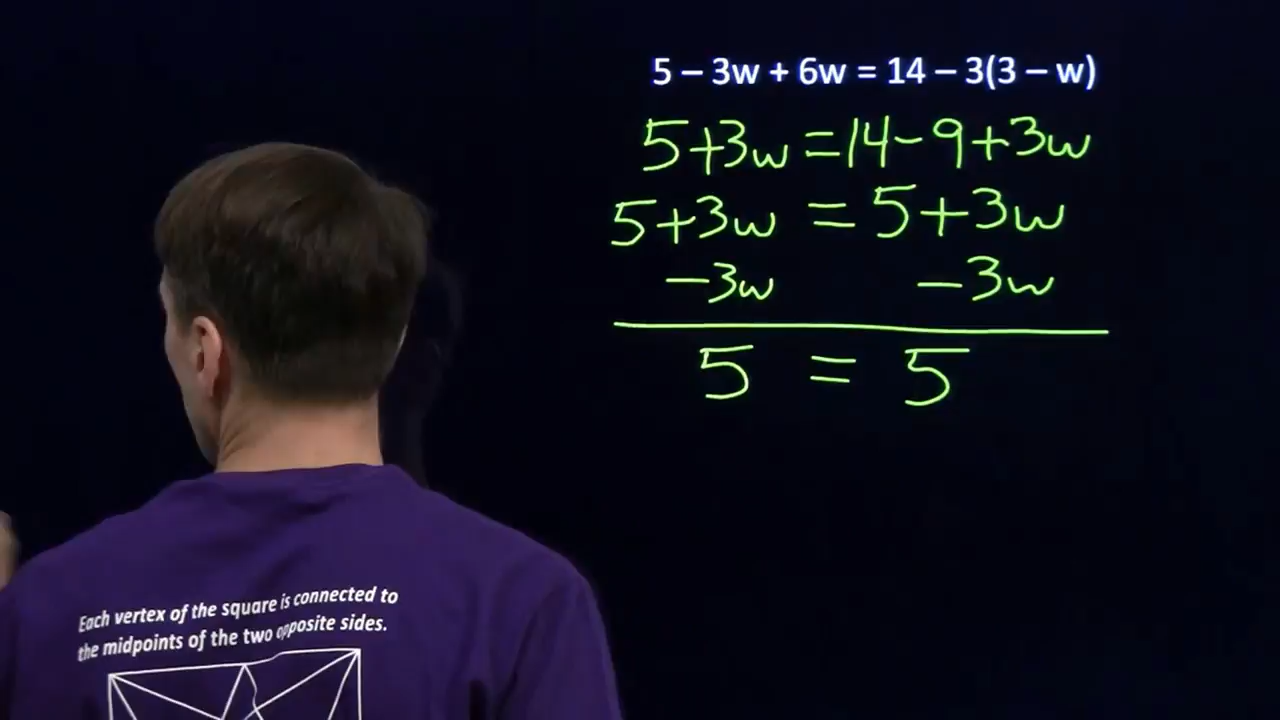 5 – 3w + 6w = 14 – 3(3 – w)
5+3w=14-9+3w
5+3w = 5+3w
-3w -3w
5 = 5
Each vertex of the square is connected to
the midpoints of the two opposite sides.